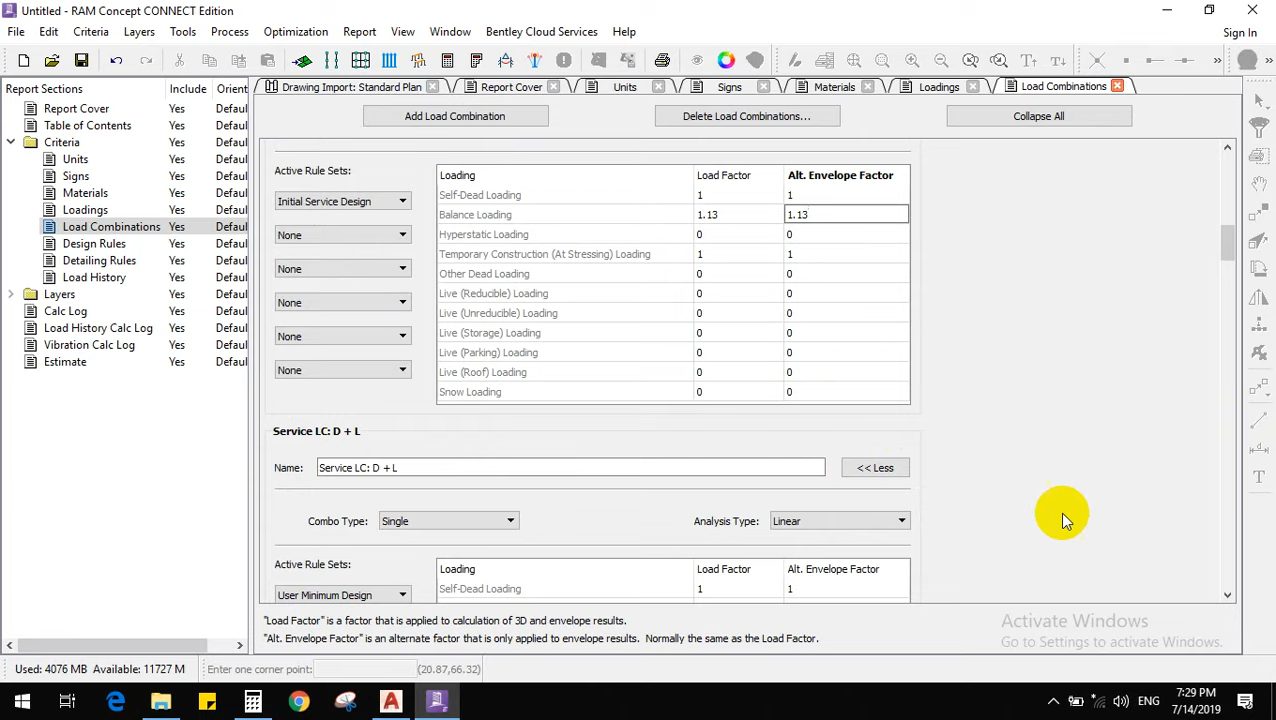 Untitled - RAM Concept CONNECT Edition
File Edit Criteria Layers Tools Process Optimization Report View Window Bentley Cloud Services Help Sign In
Report Sections Include Orient
Report Cover Yes Defaul
Table of Contents Yes Defaul
Criteria Yes Defaul
Units Yes Defaul
Signs Yes Defaul
Materials Yes Defaul
Loadings Yes Defaul
Load Combinations Yes Defaul
Design Rules Yes Defaul
Detailing Rules Yes Defaul
Load History Yes Defaul
Layers Yes Defaul
Calc Log Yes Defaul
Load History Calc Log Yes Defaul
Vibration Calc Log Yes Defaul
Estimate Yes Defaul
Drawing Import: Standard Plan Report Cover Units Signs Materials Loadings Load Combinations
Add Load Combination Delete Load Combinations... Collapse All
Active Rule Sets: Loading Load Factor Alt. Envelope Factor
Initial Service Design
None
None
None
None
None
Self-Dead Loading 1 1
Balance Loading 1.13 1.13
Hyperstatic Loading 0 0
Temporary Construction (At Stressing) Loading 1 1
Other Dead Loading 0 0
Live (Reducible) Loading 0 0
Live (Unreducible) Loading 0 0
Live (Storage) Loading 0 0
Live (Parking) Loading 0 0
Live (Roof) Loading 0 0
Snow Loading 0 0
Service LC: D + L
Name: Service LC: D + L << Less
Combo Type: Single Analysis Type: Linear
Active Rule Sets: Loading Load Factor Alt. Envelope Factor
User Minimum Design Self-Dead Loading 1 1
"Load Factor" is a factor that is applied to calculation of 3D and envelope results.
"Alt. Envelope Factor" is an alternate factor that is only applied to envelope results. Normally the same as the Load Factor.
Activate Windows
Go to Settings to activate Windows.
Used: 4076 MB Available: 11727 M Enter one corner point: (20.87,66.32)
ENG 7:29 PM
7/14/2019